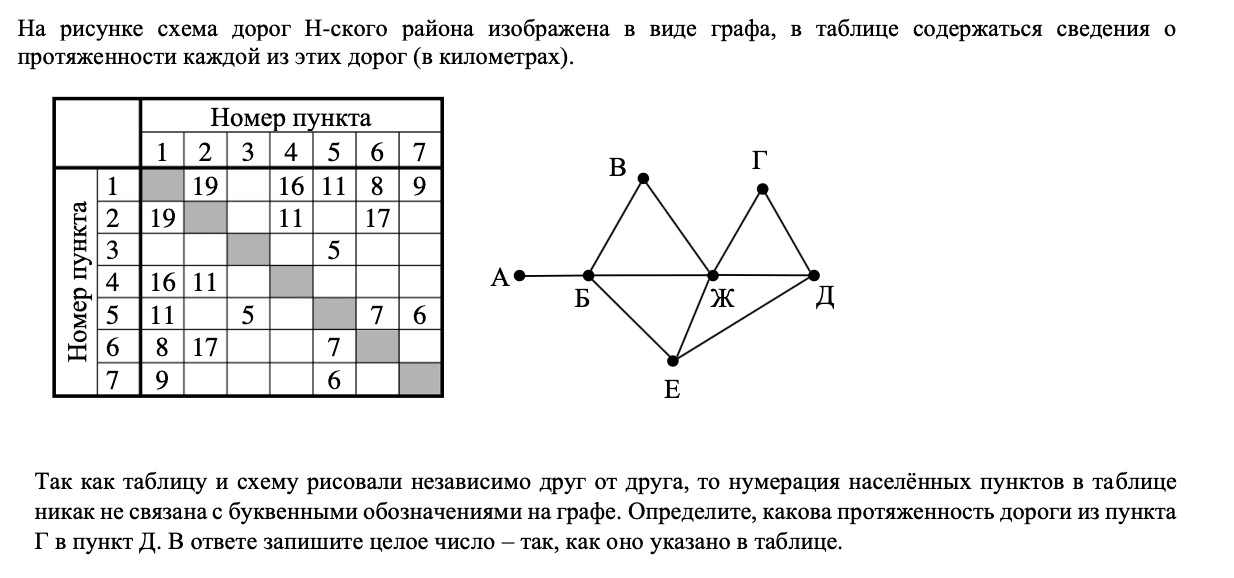 На рисунке схема дорог Н-ского района изображена в виде графа, в таблице содержаться сведения о
протяженности каждой из этих дорог (в километрах).
Номер пункта
1 2 3 4 5 6 7
Номер пункта
1 19 16 11 8 9
2 19 11 17
3 5
4 16 11
5 11 5 7 6
6 8 17 7
7 9 6
В
Г
А
Б
Ж
Д
Е
Так как таблицу и схему рисовали независимо друг от друга, то нумерация населённых пунктов в таблице
никак не связана с буквенными обозначениями на графе. Определите, какова протяженность дороги из пункта
Г в пункт Д. В ответе запишите целое число – так, как оно указано в таблице.